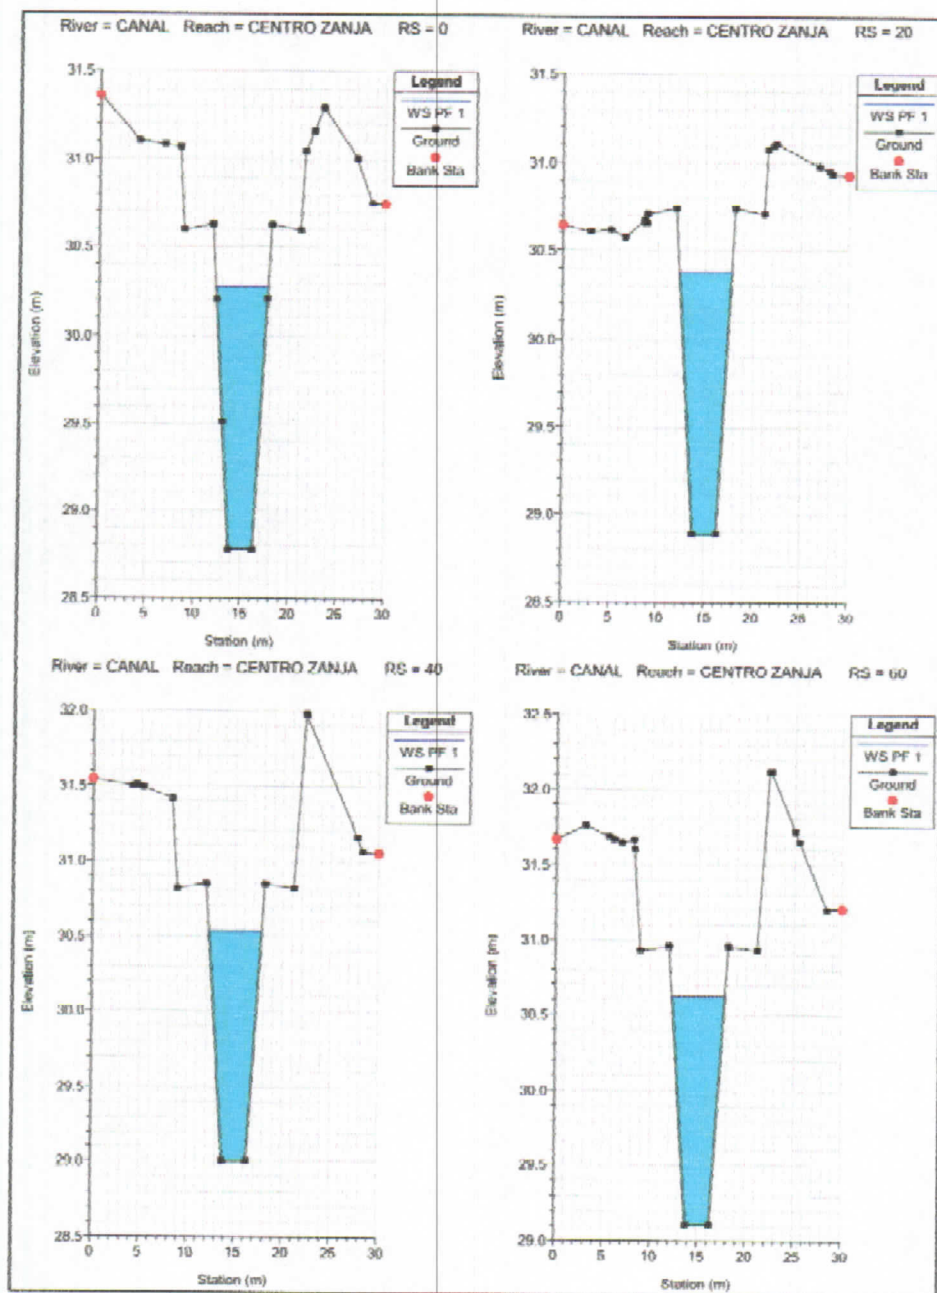 River = CANAL Reach = CENTRO ZANJA RS = 0
Legend
WS PF 1
Ground
Bank Sta
31.5
31.0
30.5
30.0
29.5
29.0
28.5
Elevation (m)
0 5 10 15 20 25 30
Station (m)
River = CANAL Reach = CENTRO ZANJA RS = 20
Legend
WS PF 1
Ground
Bank Sta
31.5
31.0
30.5
30.0
29.5
29.0
28.5
Elevation (m)
0 5 10 15 20 25 30
Station (m)
River = CANAL Reach = CENTRO ZANJA RS = 40
Legend
WS PF 1
Ground
Bank Sta
32.0
31.5
31.0
30.5
30.0
29.5
29.0
28.5
Elevation (m)
0 5 10 15 20 25 30
Station (m)
River = CANAL Reach = CENTRO ZANJA RS = 60
Legend
WS PF 1
Ground
Bank Sta
32.5
32.0
31.5
31.0
30.5
30.0
29.5
29.0
Elevation (m)
0 5 10 15 20 25 30
Station (m)